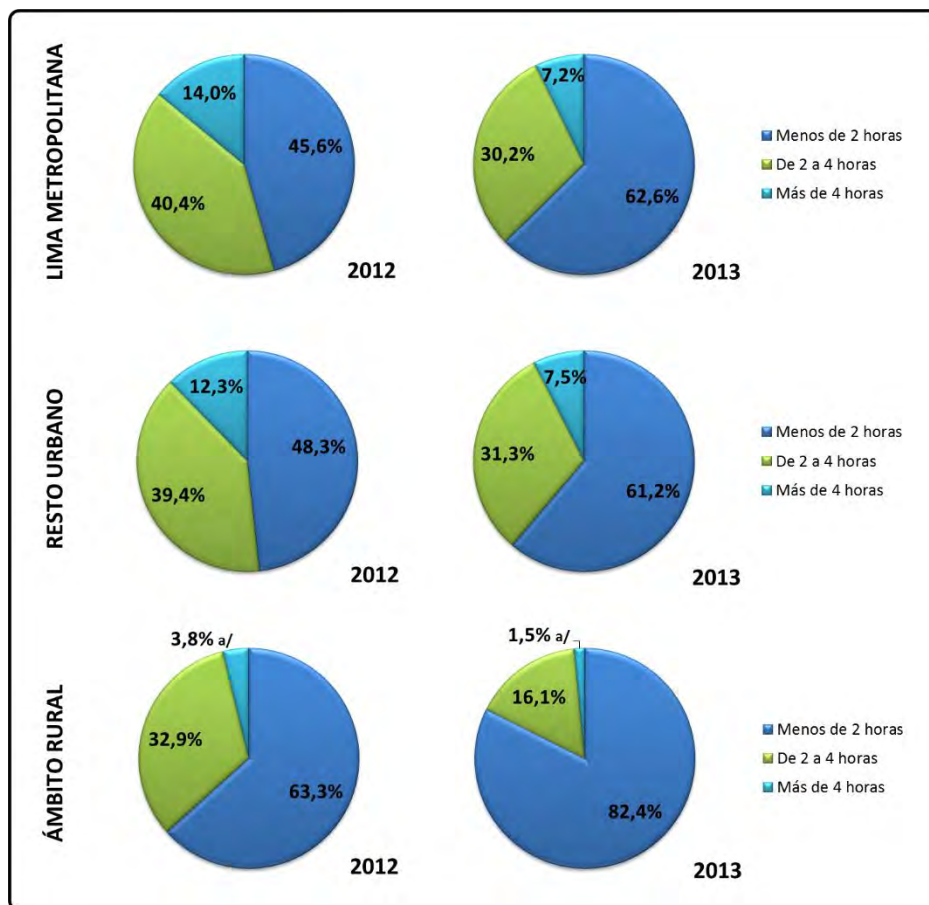 LIMA METROPOLITANA
14,0%
45,6%
40,4%
2012
7,2%
30,2%
62,6%
2013
Menos de 2 horas
De 2 a 4 horas
Más de 4 horas
RESTO URBANO
12,3%
48,3%
39,4%
2012
7,5%
31,3%
61,2%
2013
Menos de 2 horas
De 2 a 4 horas
Más de 4 horas
ÁMBITO RURAL
3,8% a/
32,9%
63,3%
2012
1,5% a/
16,1%
82,4%
2013
Menos de 2 horas
De 2 a 4 horas
Más de 4 horas